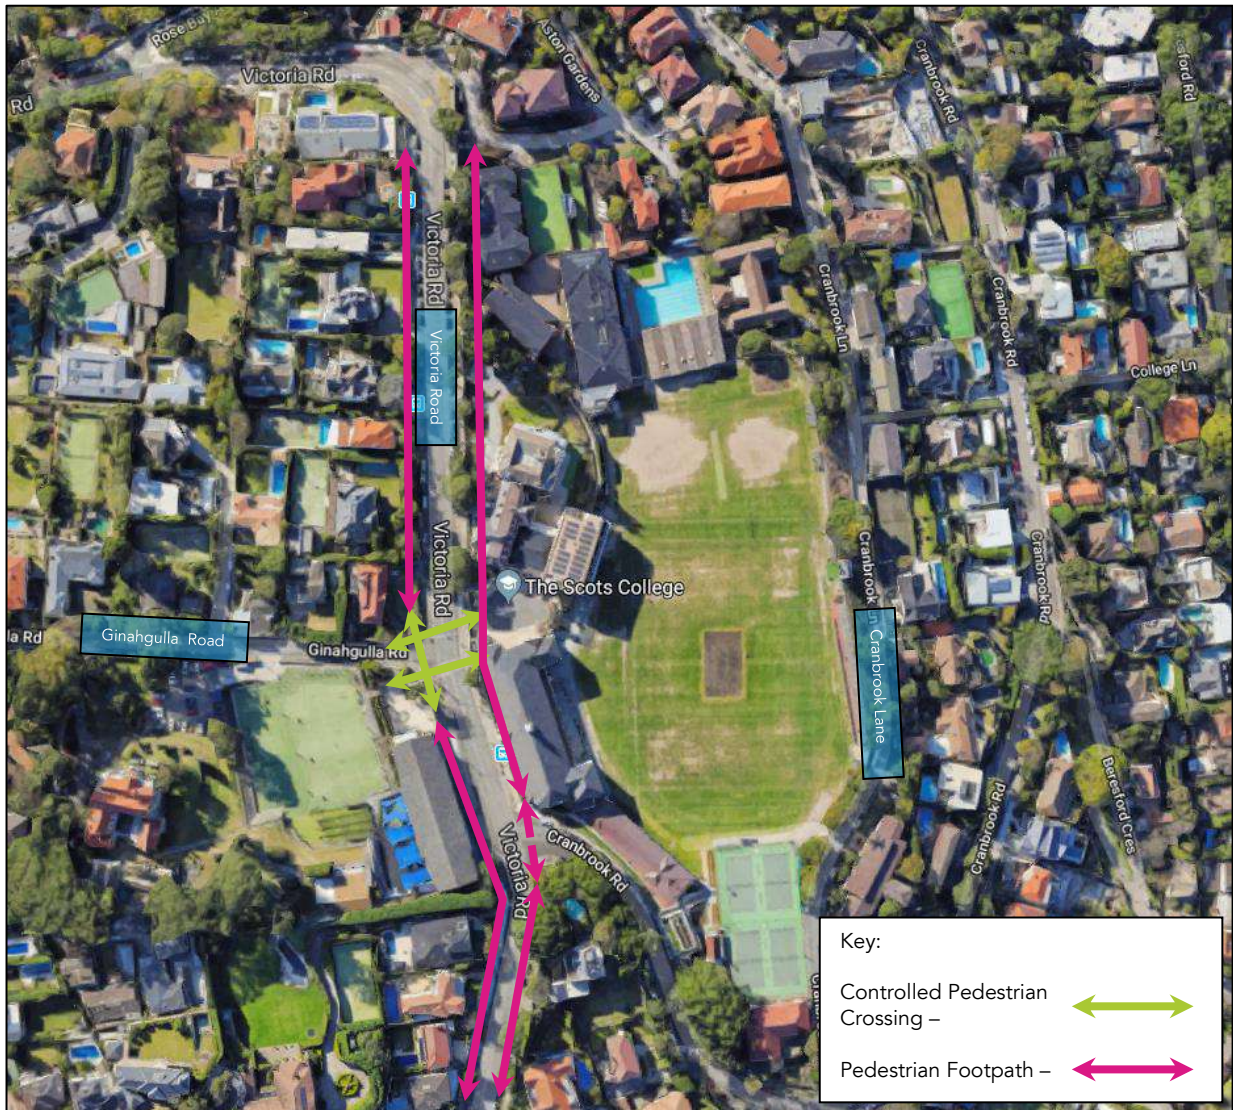 Rose Bay
Victoria Rd
Rd
Aston Gardens
Cranbrook Rd
Victoria Rd
Victoria Road
Cranbrook Ln
Cranbrook Rd
College Ln
Victoria Rd
The Scots College
Cranbrook Ln
Cranbrook Rd
Ginahgulla Road
Ginahgulla Rd
Cranbrook Lane
Victoria Rd
Cranbrook Rd
Cranbrook Rd
Beresford Cres
Key:
Controlled Pedestrian
Crossing –
Pedestrian Footpath –